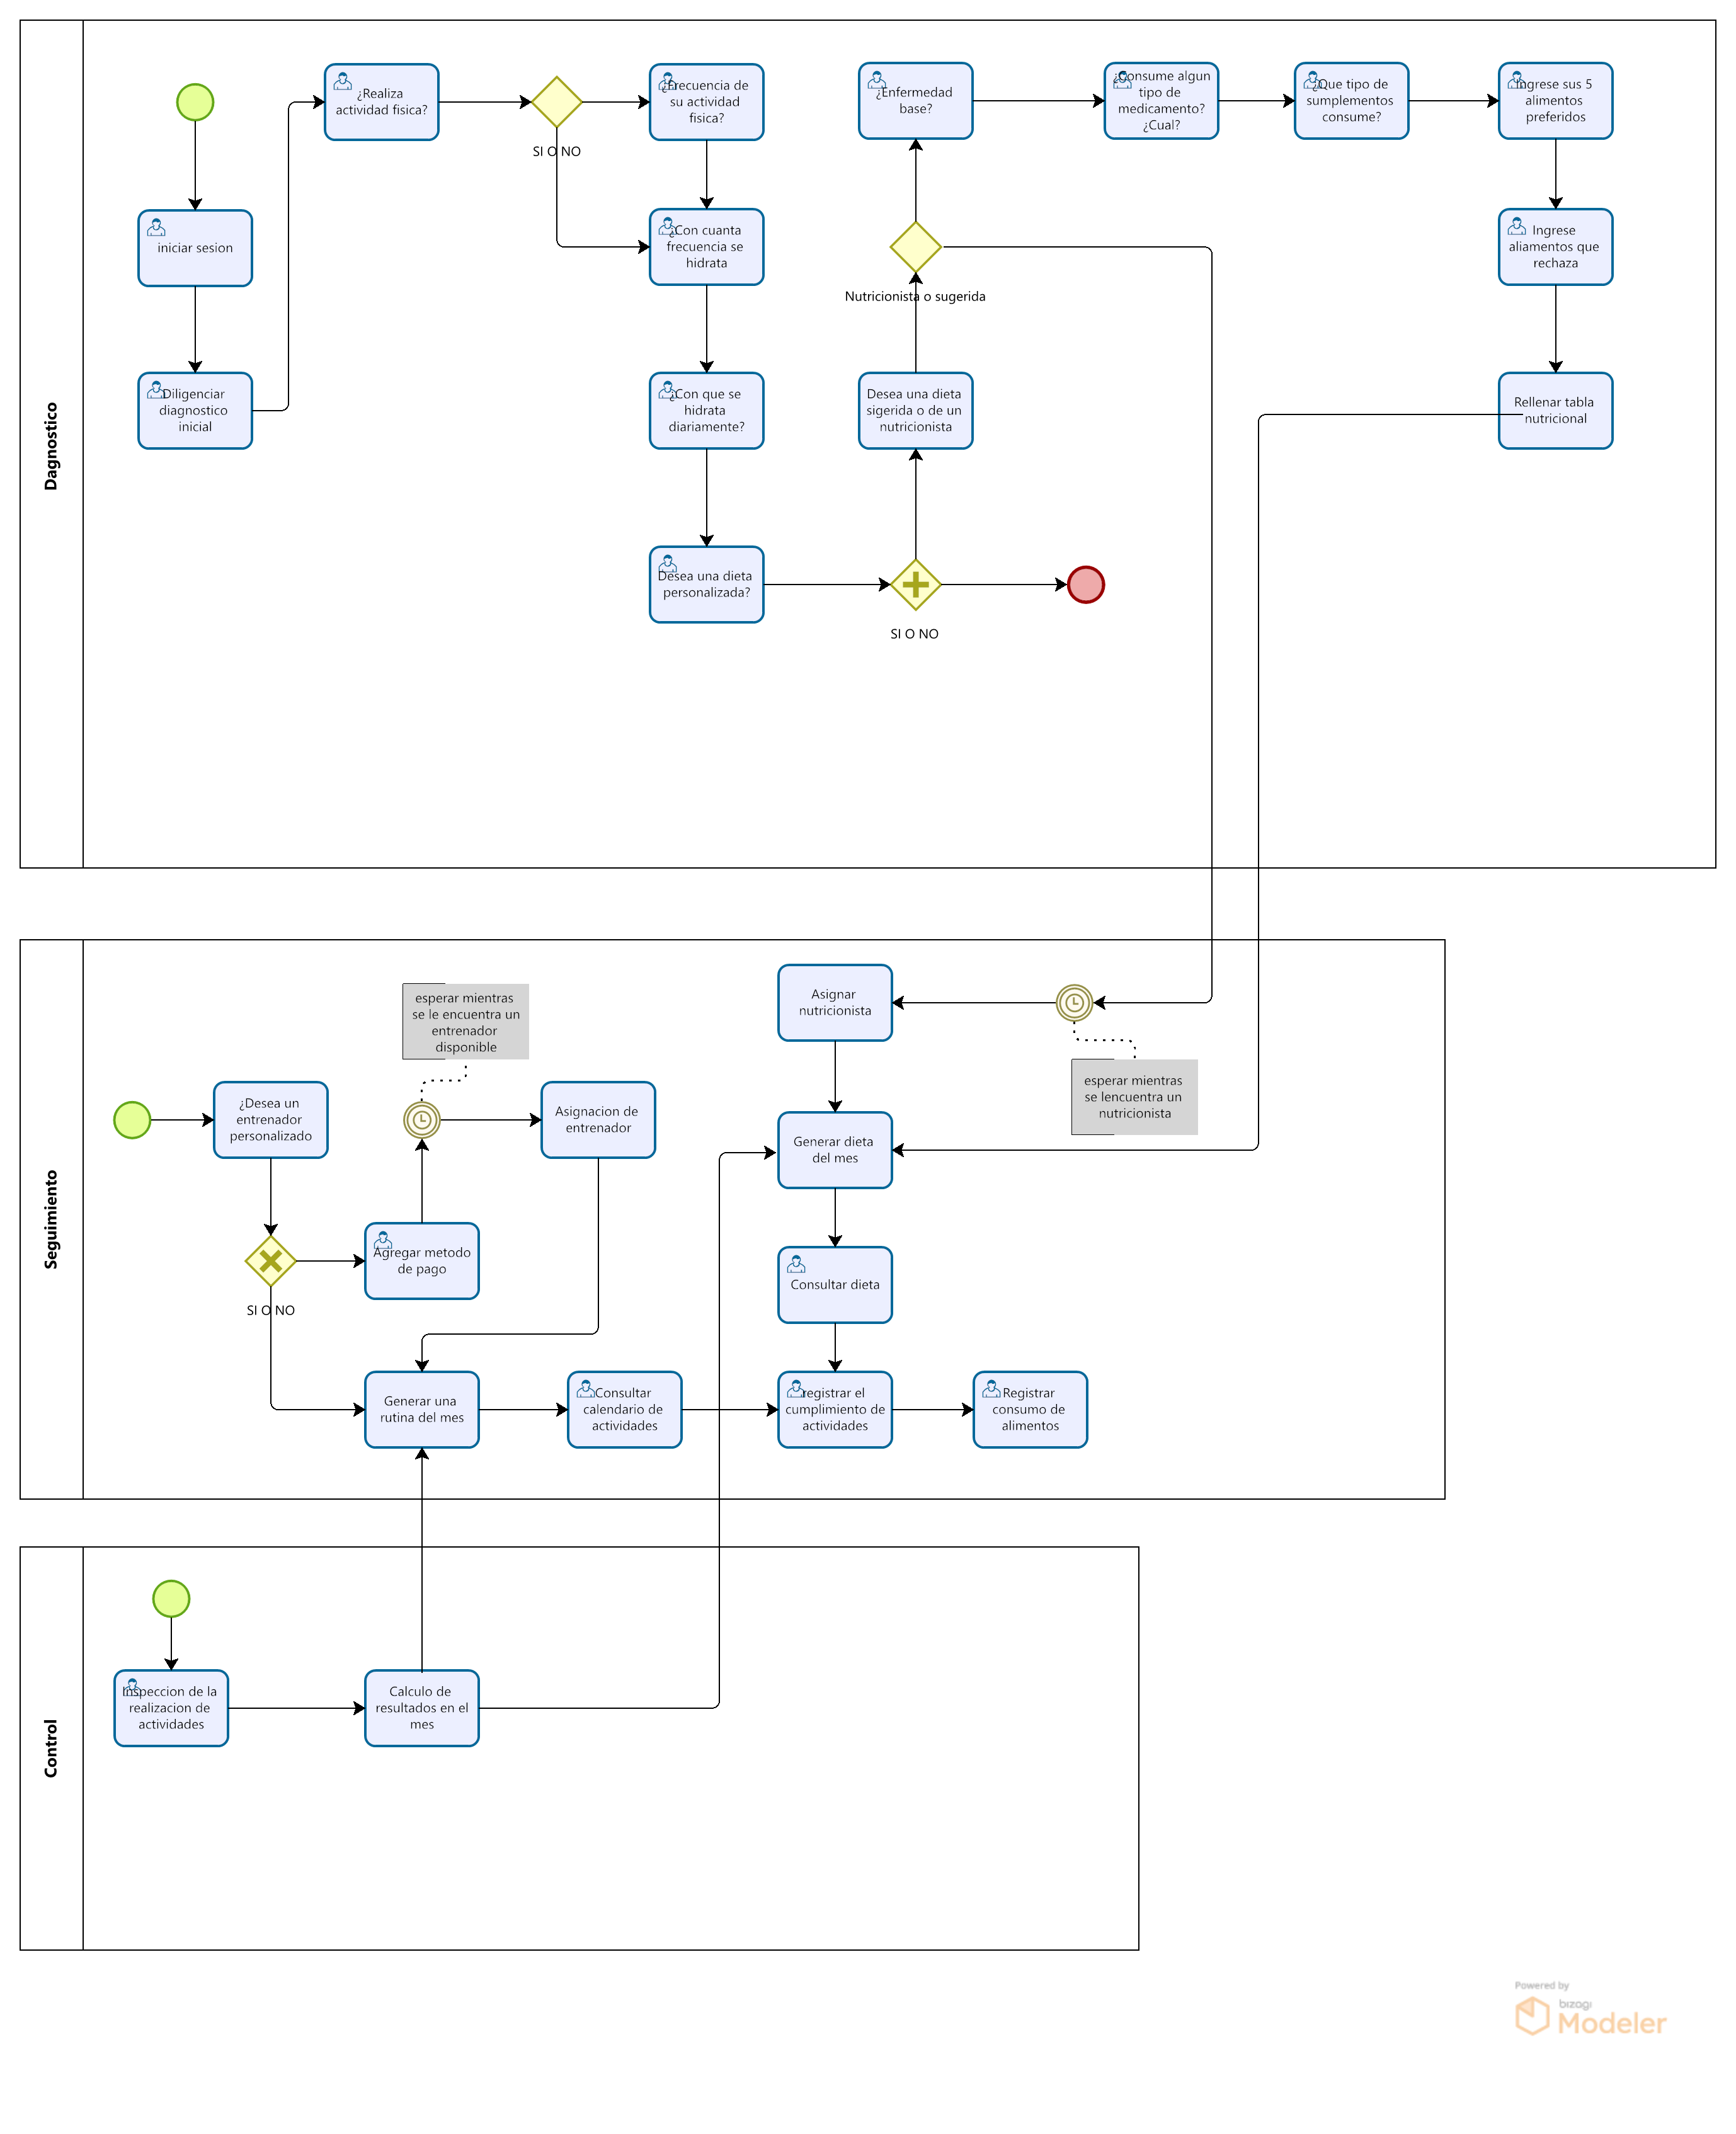 Dagnostico
¿Realiza
actividad fisica?
SI O NO
¿Frecuencia de
su actividad
fisica?
¿Enfermedad
base?
¿Consume algun
tipo de
medicamento?
¿Cual?
¿Que tipo de
sumplementos
consume?
Ingrese sus 5
alimentos
preferidos
iniciar sesion
¿Con cuanta
frecuencia se
hidrata
Nutricionista o sugerida
Ingrese
aliamentos que
rechaza
Diligenciar
diagnostico
inicial
¿Con que se
hidrata
diariamente?
Desea una dieta
sigerida o de un
nutricionista
Rellenar tabla
nutricional
Desea una dieta
personalizada?
SI O NO
Seguimiento
esperar mientras
se le encuentra un
entrenador
disponible
Asignar
nutricionista
esperar mientras
se lencuentra un
nutricionista
¿Desea un
entrenador
personalizado
Asignacion de
entrenador
Generar dieta
del mes
SI O NO
Agregar metodo
de pago
Consultar dieta
Generar una
rutina del mes
Consultar
calendario de
actividades
registrar el
cumplimiento de
actividades
Registrar
consumo de
alimentos
Control
Inspeccion de la
realizacion de
actividades
Calculo de
resultados en el
mes
Powered by
bizagi
Modeler